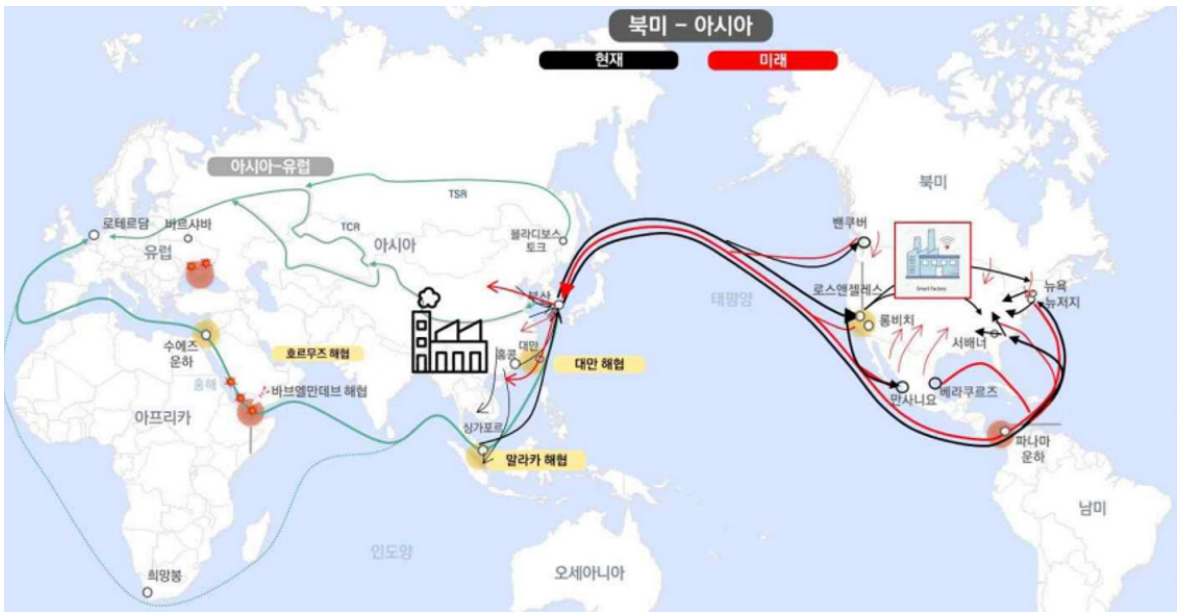 북미 – 아시아
현재
미래
아시아-유럽
TSR
TCR
로테르담
바르샤바
유럽
아시아
블라디보스
토크
부산
북미
밴쿠버
Smart Factory
로스앤젤레스
롱비치
뉴욕
뉴저지
서배너
태평양
수에즈
운하
호르무즈 해협
홍콩
대만
대만 해협
홍해
바브엘만데브 해협
아프리카
싱가포르
말라카 해협
만사니요
베라쿠르즈
파나마
운하
남미
인도양
오세아니아
희망봉